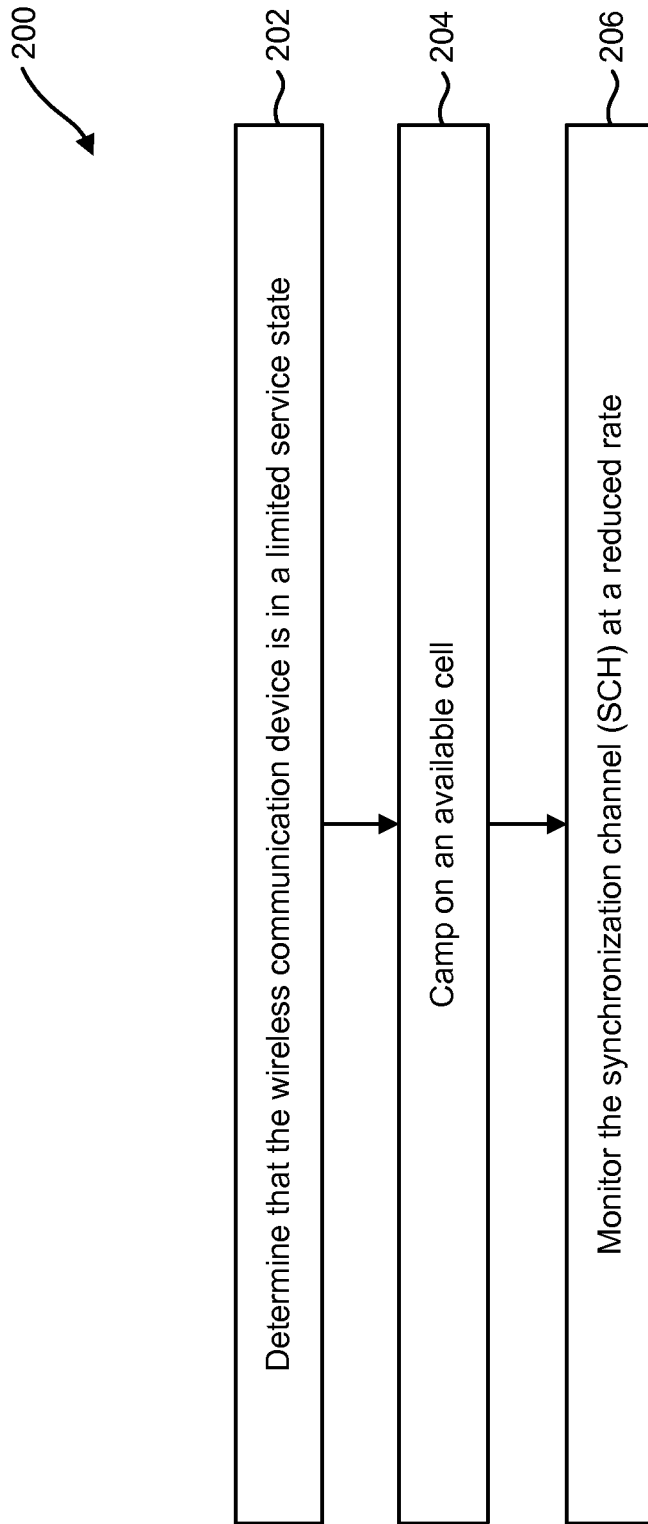 200
Determine that the wireless communication device is in a limited service state
202
Camp on an available cell
204
Monitor the synchronization channel (SCH) at a reduced rate
206